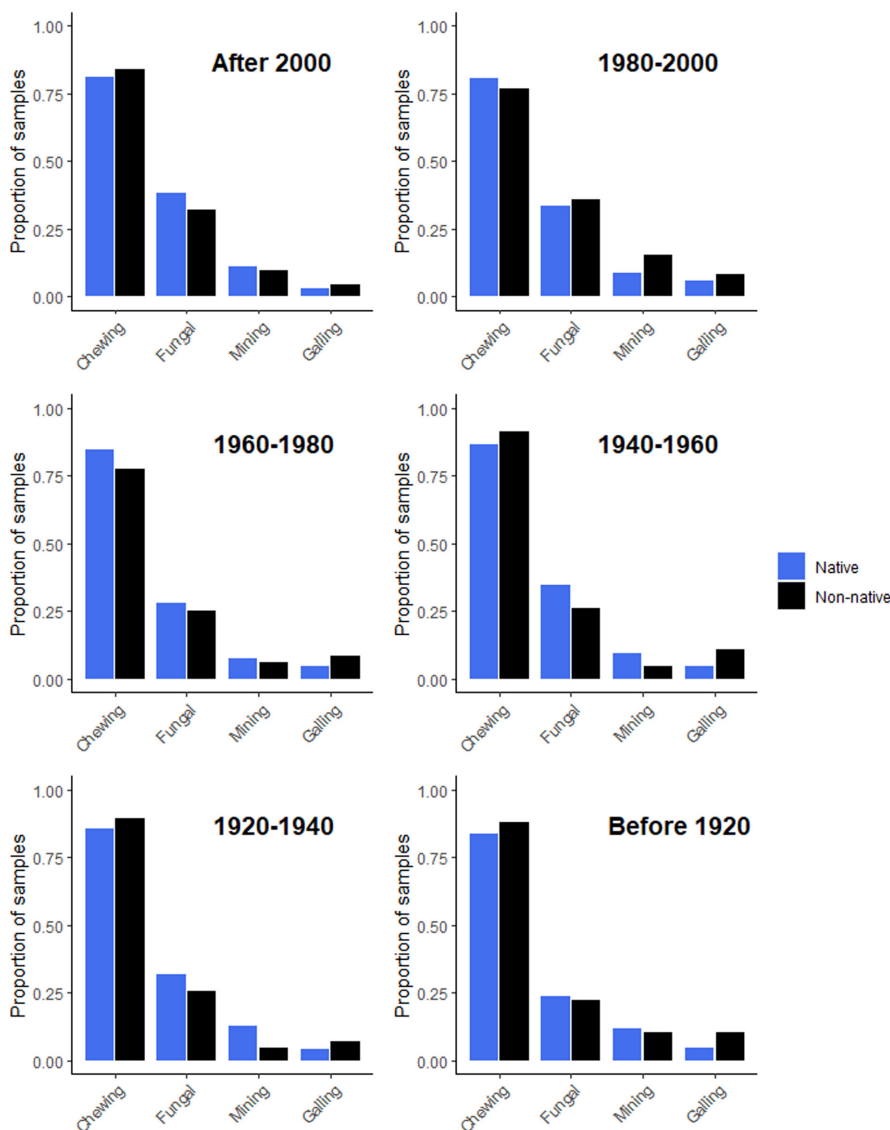 After 2000
Proportion of samples
1.00
0.75
0.50
0.25
0.00
Chewing
Fungal
Mining
Galling
1980-2000
Proportion of samples
1.00
0.75
0.50
0.25
0.00
Chewing
Fungal
Mining
Galling
1960-1980
Proportion of samples
1.00
0.75
0.50
0.25
0.00
Chewing
Fungal
Mining
Galling
1940-1960
Proportion of samples
1.00
0.75
0.50
0.25
0.00
Chewing
Fungal
Mining
Galling
Native
Non-native
1920-1940
Proportion of samples
1.00
0.75
0.50
0.25
0.00
Chewing
Fungal
Mining
Galling
Before 1920
Proportion of samples
1.00
0.75
0.50
0.25
0.00
Chewing
Fungal
Mining
Galling